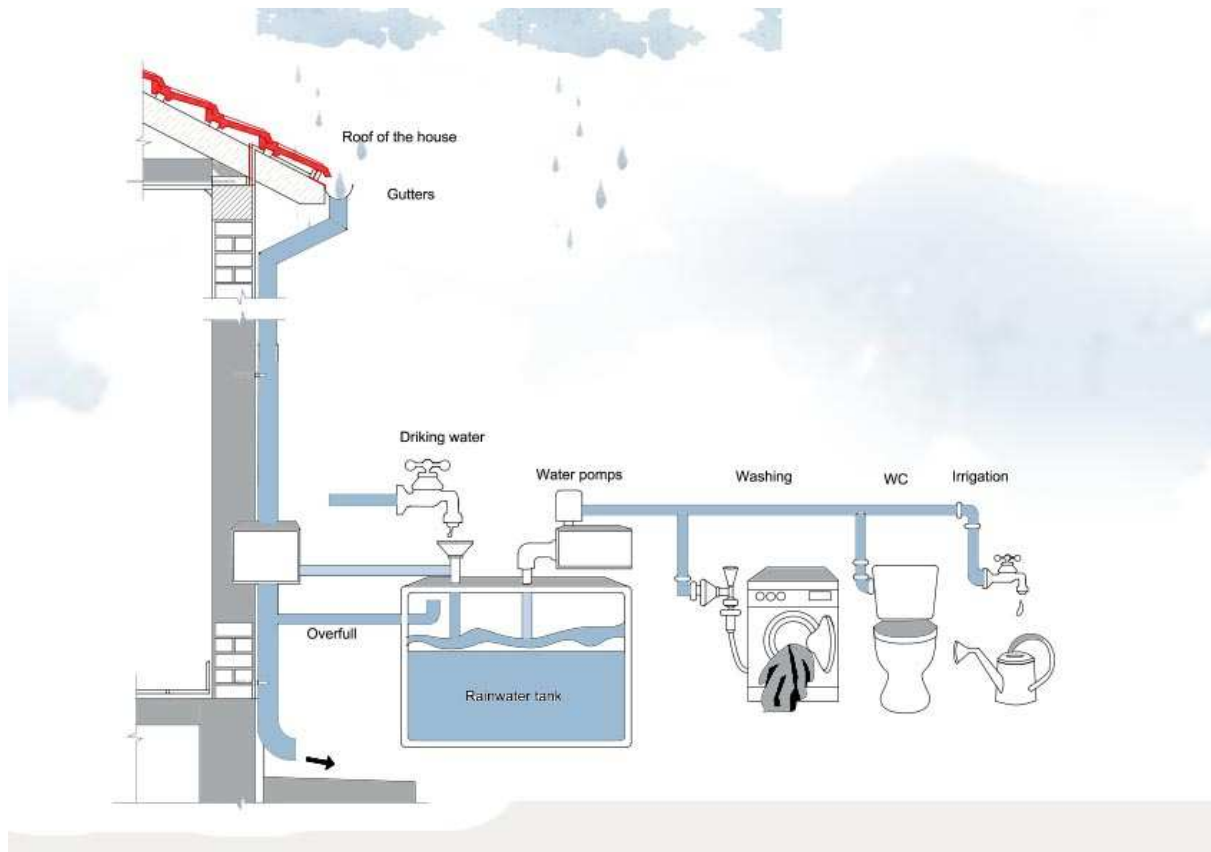 Roof of the house
Gutters
Driking water
Water pomps
Washing
WC
Irrigation
Overfull
Rainwater tank